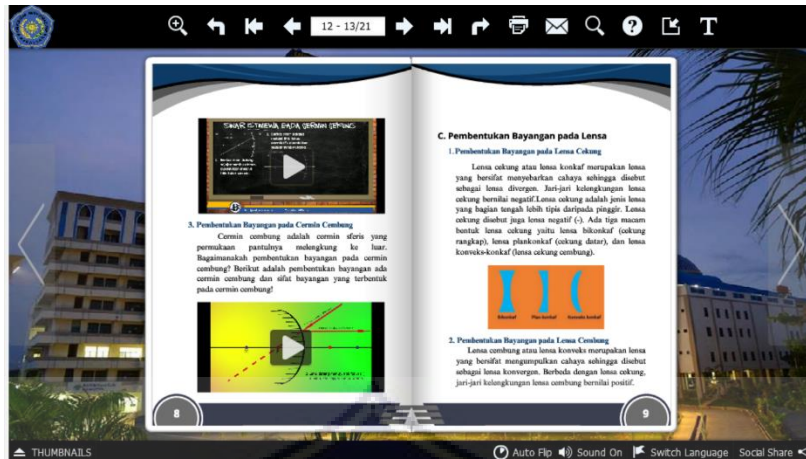 12 - 13/21
SINAR ISTIMEWA PADA CERMIN CEKUNG
3. Pembentukan Bayangan pada Cermin Cembung
Cermin cembung adalah cermin sferis yang
permukaan pantulnya melengkung ke luar.
Bagaimanakah pembentukan bayangan pada cermin
cembung? Berikut adalah pembentukan bayangan ada
cermin cembung dan sifat bayangan yang terbentuk
pada cermin cembung!
8
C. Pembentukan Bayangan pada Lensa
1. Pembentukan Bayangan pada Lensa Cekung
Lensa cekung atau lensa konkaf merupakan lensa
yang bersifat menyebarkan cahaya sehingga disebut
sebagai lensa divergen. Jari-jari kelengkungan lensa
cekung bernilai negatif.Lensa cekung adalah jenis lensa
yang bagian tengah lebih tipis daripada pinggir. Lensa
cekung disebut juga lensa negatif (-). Ada tiga macam
bentuk lensa cekung yaitu lensa bikonkaf (cekung
rangkap), lensa plankonkaf (cekung datar), dan lensa
konveks-konkaf (lensa cekung cembung).
Bikonkaf Plan konkaf Konveks konkaf
2. Pembentukan Bayangan pada Lensa Cembung
Lensa cembung atau lensa konveks merupakan lensa
yang bersifat mengumpulkan cahaya sehingga disebut
sebagai lensa konvergen. Berbeda dengan lensa cekung,
jari-jari kelengkungan lensa cembung bernilai positif.
9
THUMBNAILS
Auto Flip Sound On Switch Language Social Share